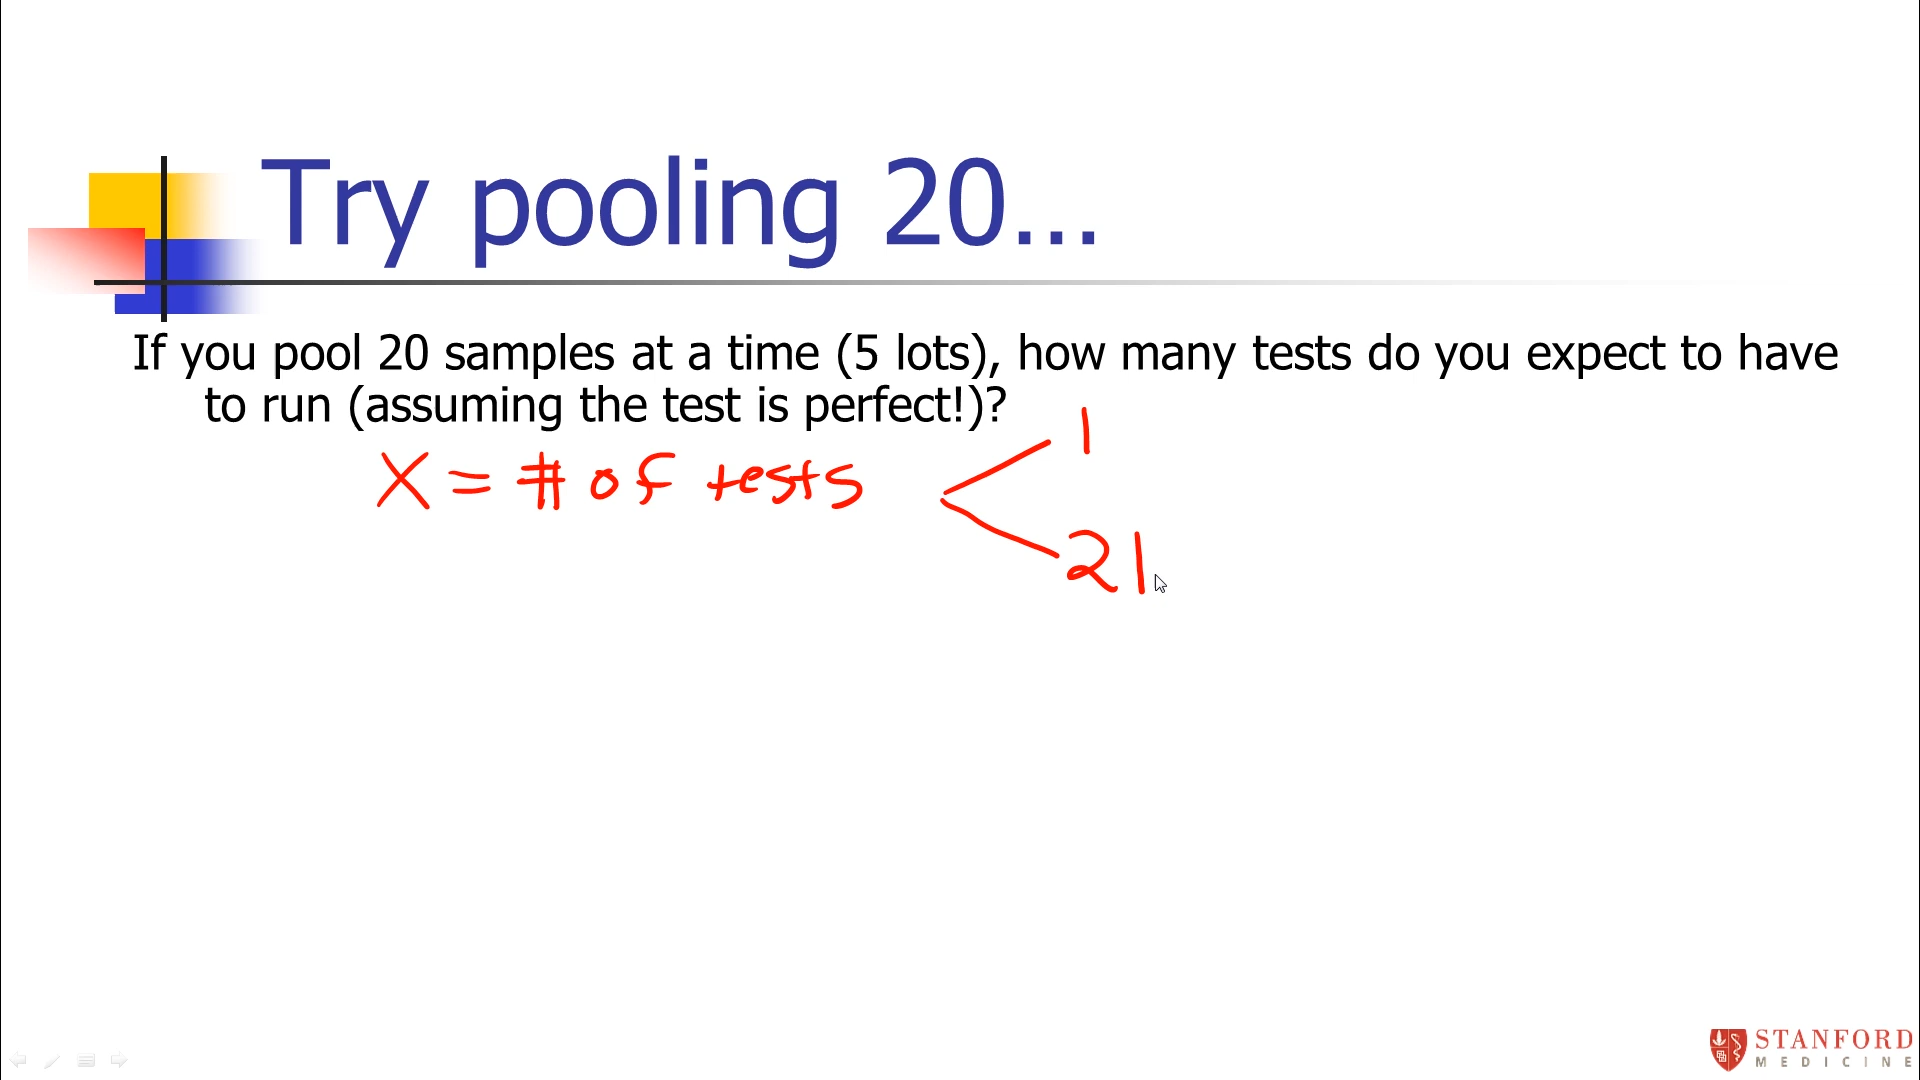 Try pooling 20...
If you pool 20 samples at a time (5 lots), how many tests do you expect to have
to run (assuming the test is perfect!)?
1
X = # of tests
21
STANFORD
MEDICINE